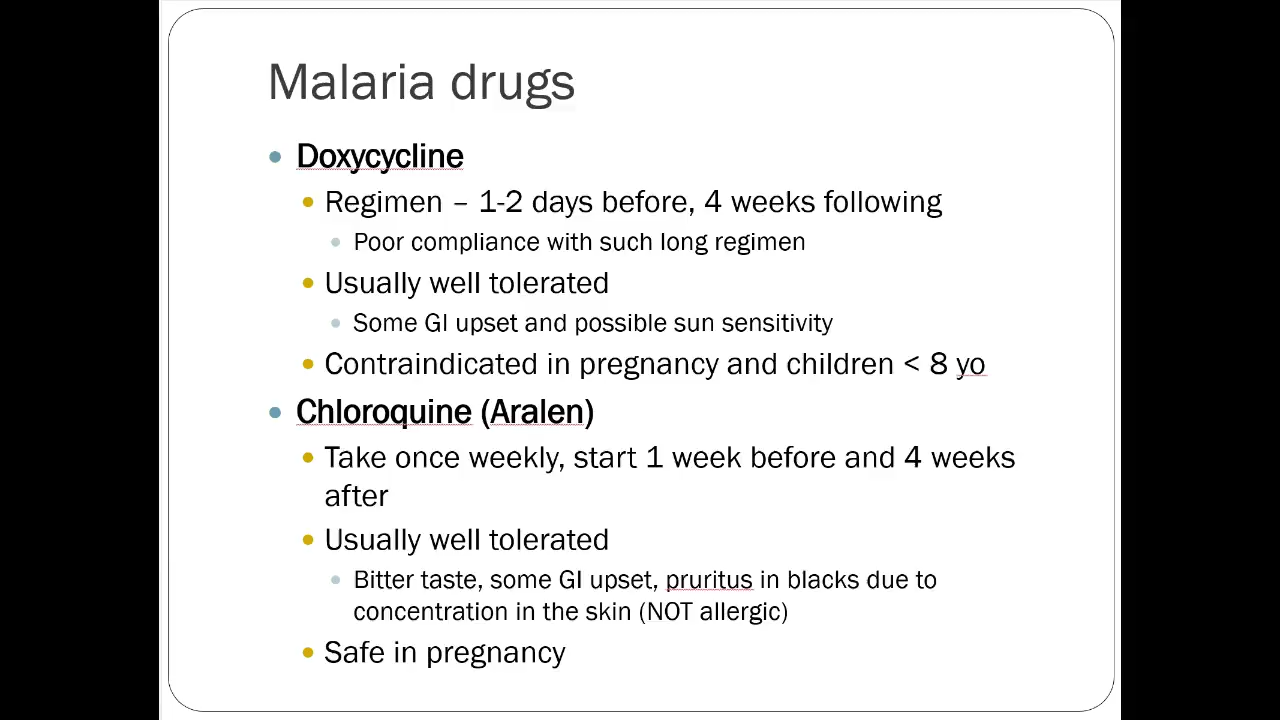 Malaria drugs
Doxycycline
Regimen – 1-2 days before, 4 weeks following
Poor compliance with such long regimen
Usually well tolerated
Some GI upset and possible sun sensitivity
Contraindicated in pregnancy and children < 8 yo
Chloroquine (Aralen)
Take once weekly, start 1 week before and 4 weeks
after
Usually well tolerated
Bitter taste, some GI upset, pruritus in blacks due to
concentration in the skin (NOT allergic)
Safe in pregnancy